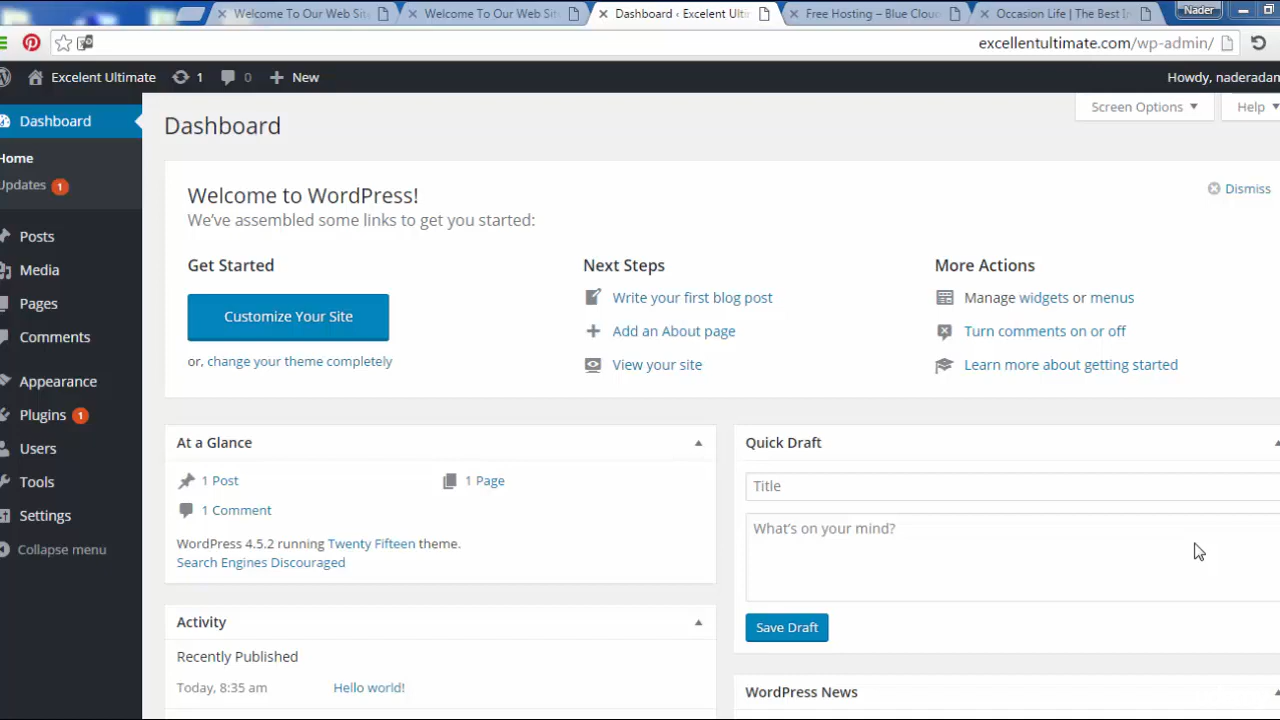 Welcome To Our Web Sit
Welcome To Our Web Sit
Dashboard ‹ Excelent Ulti
Free Hosting – Blue Clou
Occasion Life | The Best I
Nader
excellentultimate.com/wp-admin/
Excelent Ultimate 1 0 New Howdy, naderadam
Dashboard
Home
Updates 1
Posts
Media
Pages
Comments
Appearance
Plugins 1
Users
Tools
Settings
Collapse menu
Screen Options Help
Dashboard
Welcome to WordPress!
Dismiss
We've assembled some links to get you started:
Get Started
Customize Your Site
or, change your theme completely
Next Steps
Write your first blog post
Add an About page
View your site
More Actions
Manage widgets or menus
Turn comments on or off
Learn more about getting started
At a Glance
1 Post 1 Page
1 Comment
WordPress 4.5.2 running Twenty Fifteen theme.
Search Engines Discouraged
Activity
Recently Published
Today, 8:35 am Hello world!
Quick Draft
Title
What's on your mind?
Save Draft
WordPress News